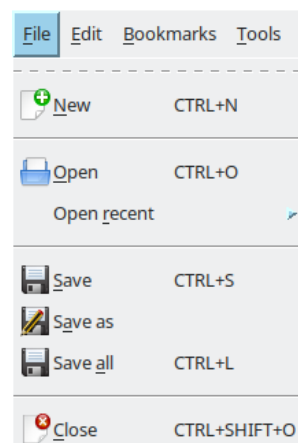 File Edit Bookmarks Tools
New CTRL+N
Open CTRL+O
Open recent
Save CTRL+S
Save as
Save all CTRL+L
Close CTRL+SHIFT+O